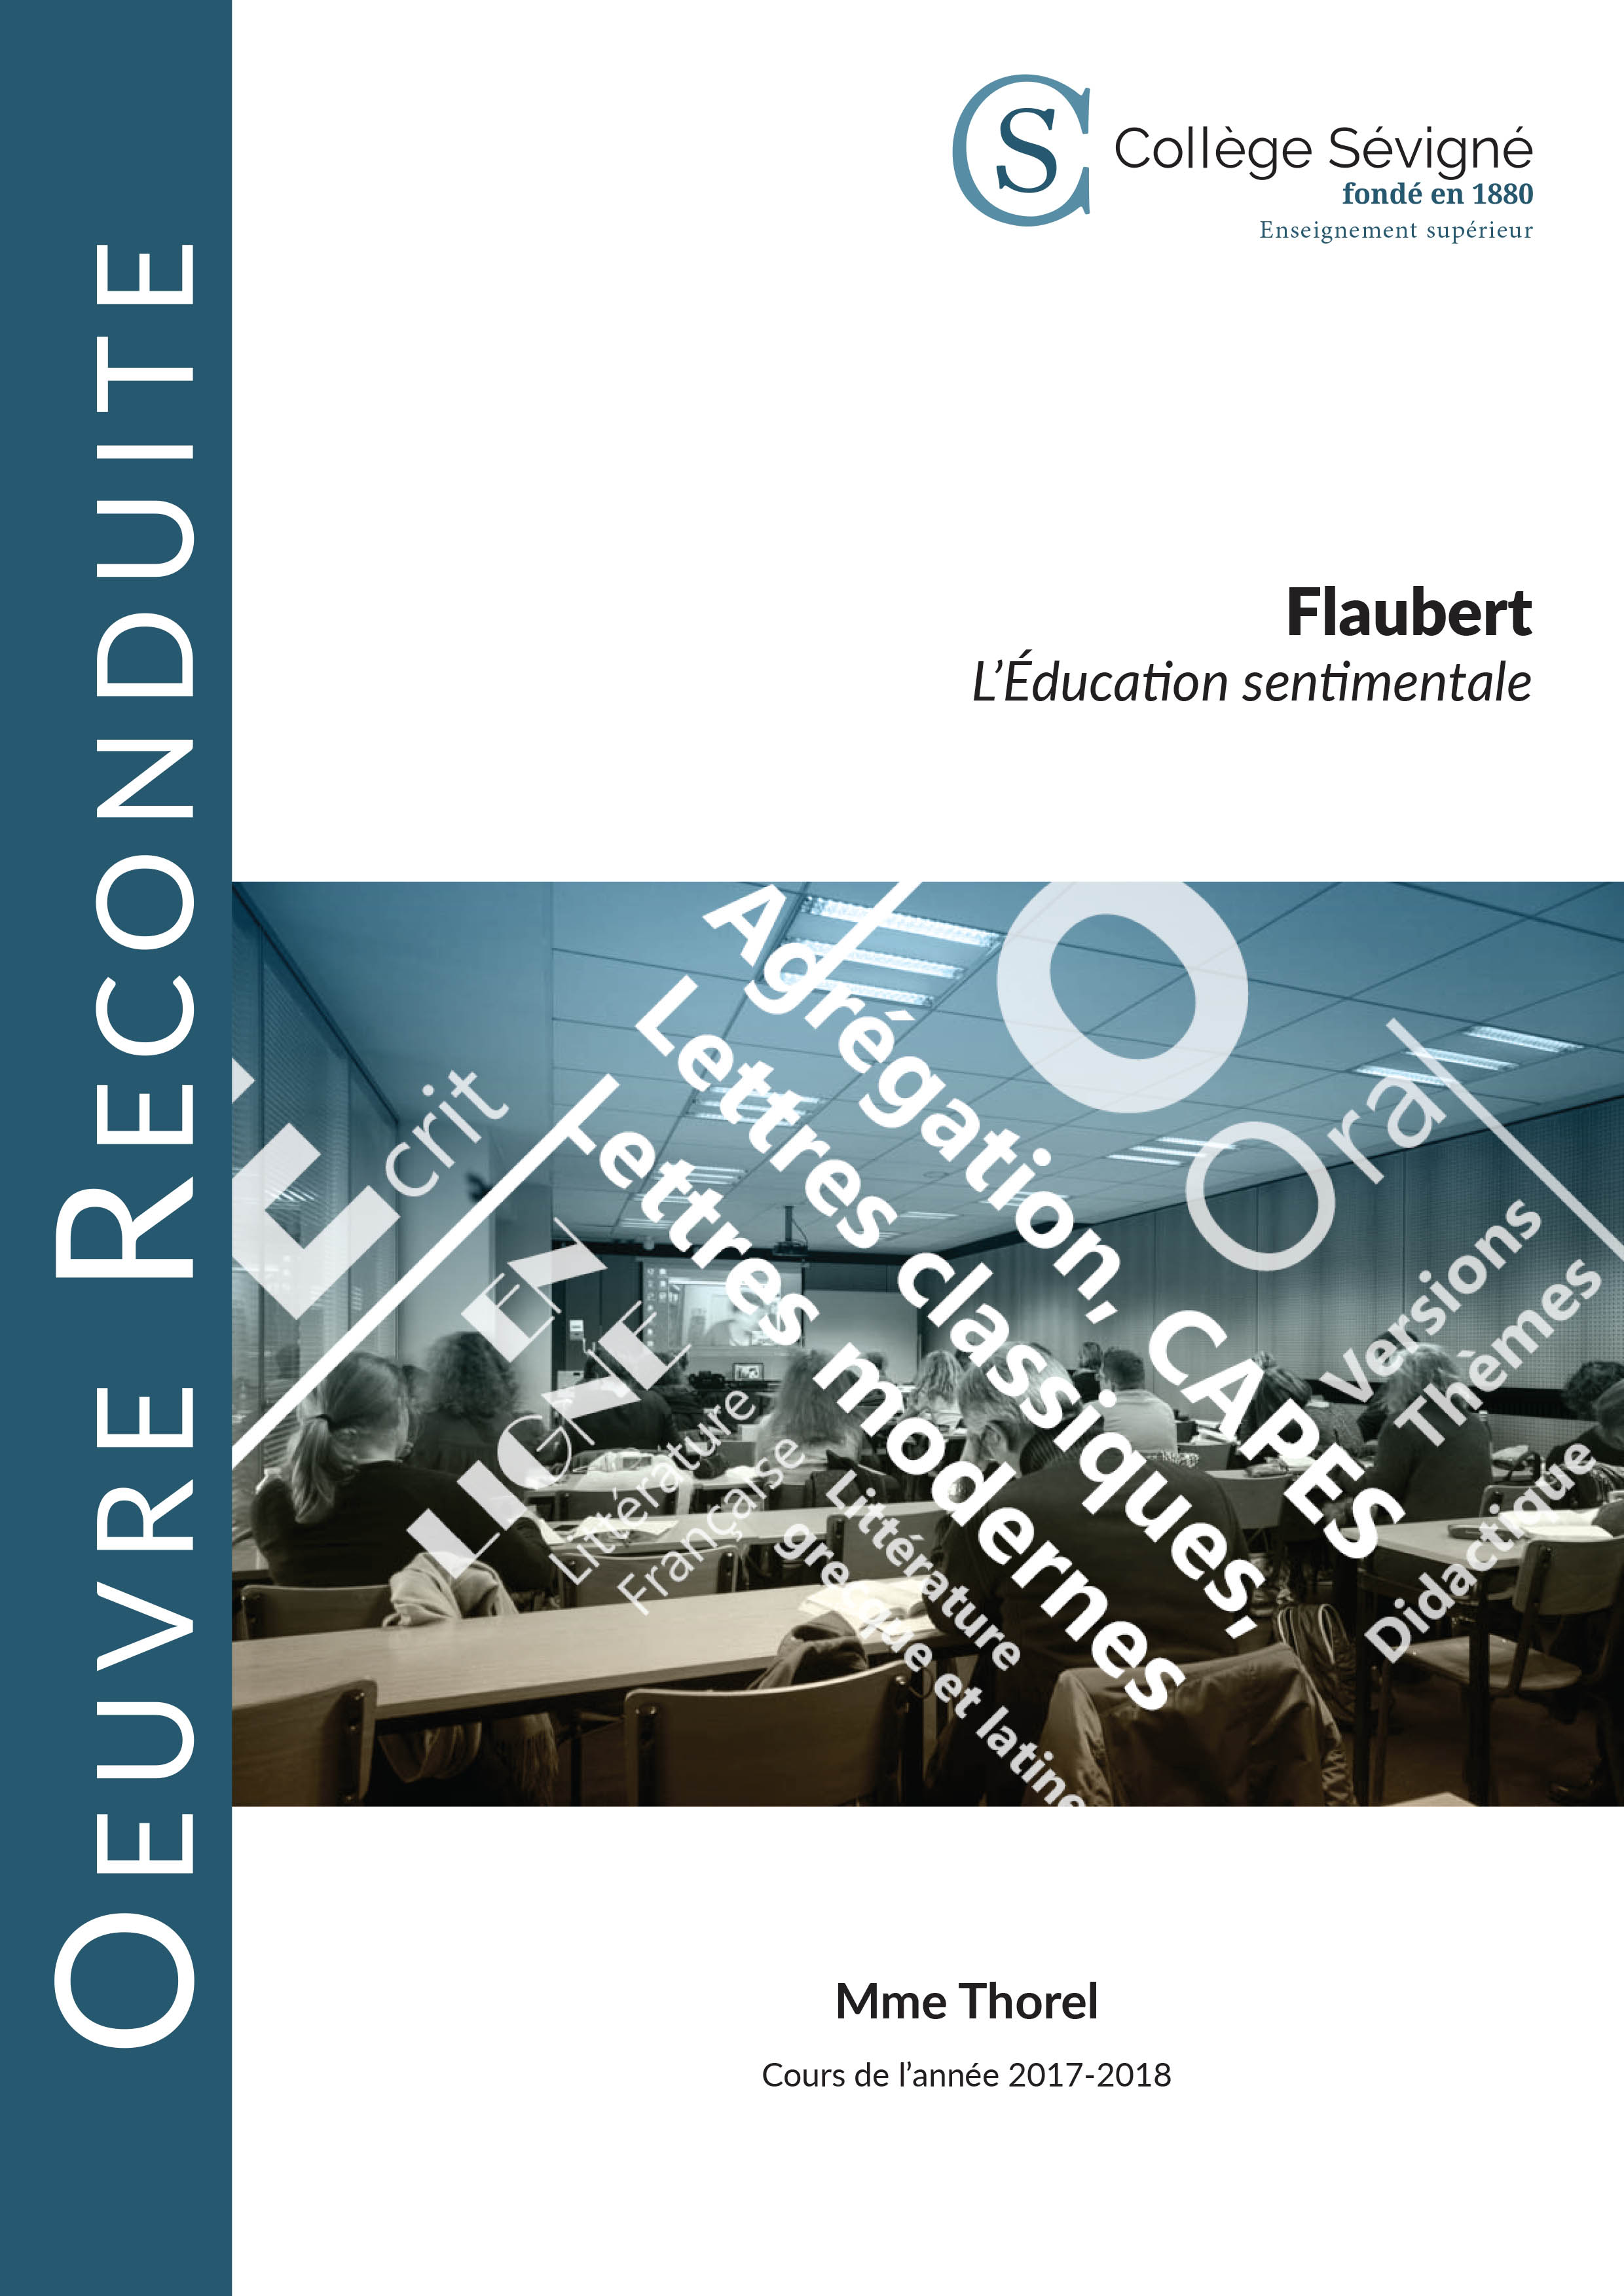 OEUVRE RECONDUITE
CS
Collège Sévigné
fondé en 1880
Enseignement supérieur
Flaubert
L’Éducation sentimentale
Agrégation, CAPES
Lettres classiques,
Lettres modernes
Ecrit
O
Oral
EN
LIGNE
Littérature
Française
Littérature
grecque et latine
Versions
Thèmes
Didactique
Mme Thorel
Cours de l’année 2017-2018